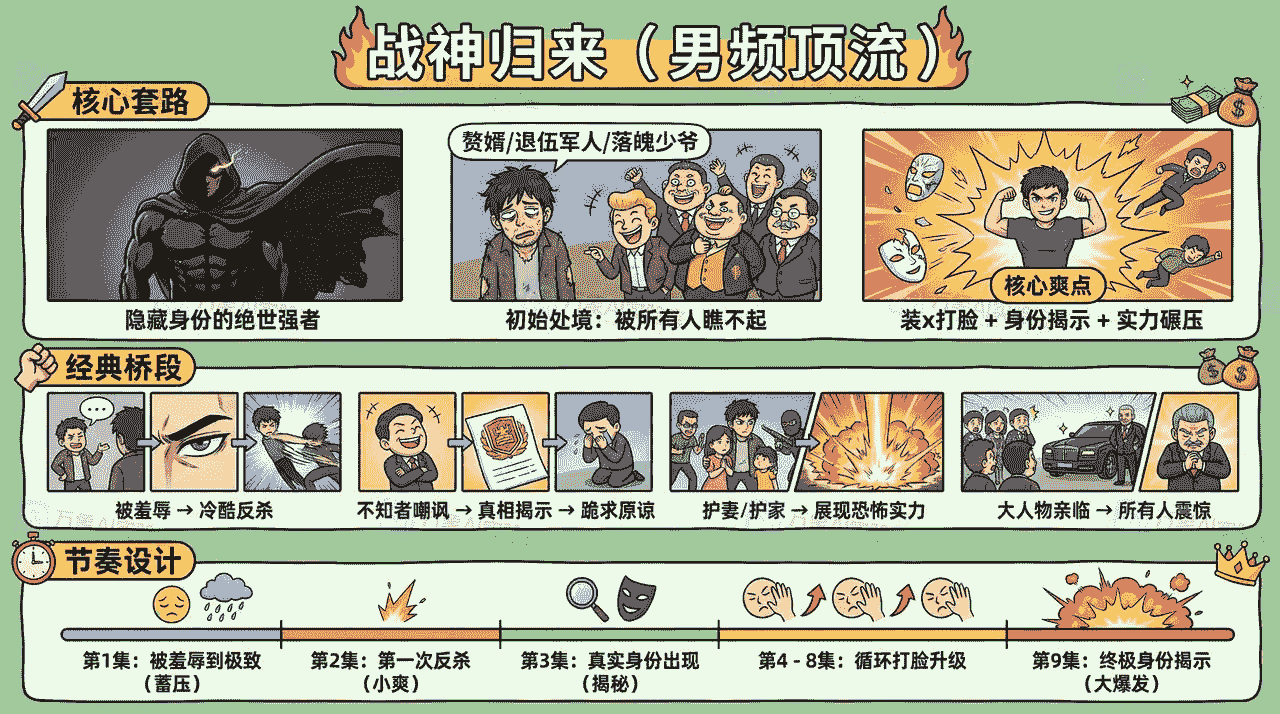 战神归来（男频顶流）
核心套路
赘婿/退伍军人/落魄少爷
核心爽点
隐藏身份的绝世强者
初始处境：被所有人瞧不起
装x打脸 + 身份揭示 + 实力碾压
经典桥段
...
被羞辱 → 冷酷反杀
不知者嘲讽 → 真相揭示 → 跪求原谅
护妻/护家 → 展现恐怖实力
大人物亲临 → 所有人震惊
节奏设计
第1集：被羞辱到极致
（蓄压）
第2集：第一次反杀
（小爽）
第3集：真实身份出现
（揭秘）
第4 - 8集：循环打脸升级
第9集：终极身份揭示
（大爆发）